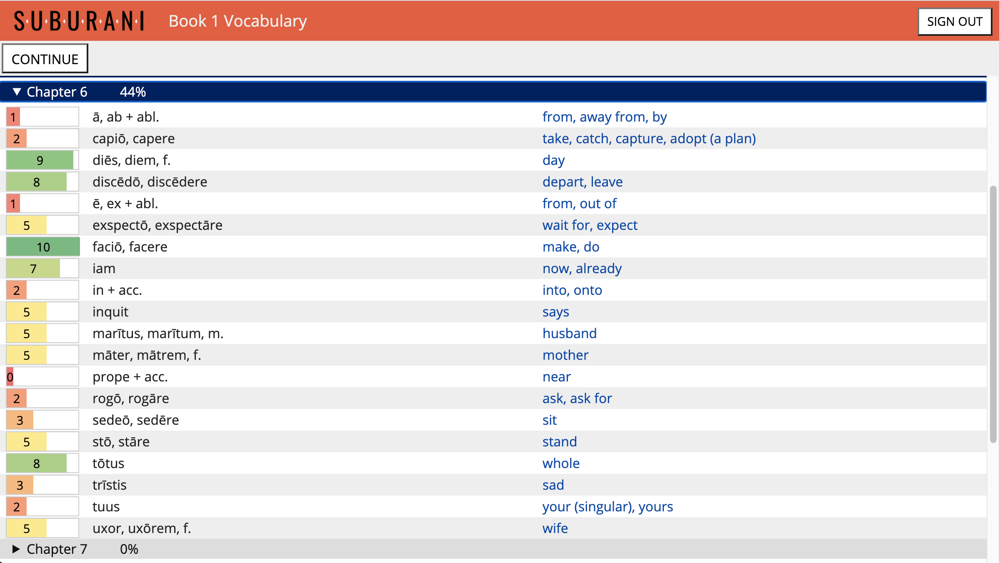 S·U·B·U·R·A·N·I Book 1 Vocabulary SIGN OUT
CONTINUE
▼ Chapter 6 44%
1 ā, ab + abl. from, away from, by
2 capiō, capere take, catch, capture, adopt (a plan)
9 diēs, diem, f. day
8 discēdō, discēdere depart, leave
1 ē, ex + abl. from, out of
5 exspectō, exspectāre wait for, expect
10 faciō, facere make, do
7 iam now, already
2 in + acc. into, onto
5 inquit says
5 marītus, marītum, m. husband
5 māter, mātrem, f. mother
0 prope + acc. near
2 rogō, rogāre ask, ask for
3 sedeō, sedēre sit
5 stō, stāre stand
8 tōtus whole
3 trīstis sad
2 tuus your (singular), yours
5 uxor, uxōrem, f. wife
▶ Chapter 7 0%